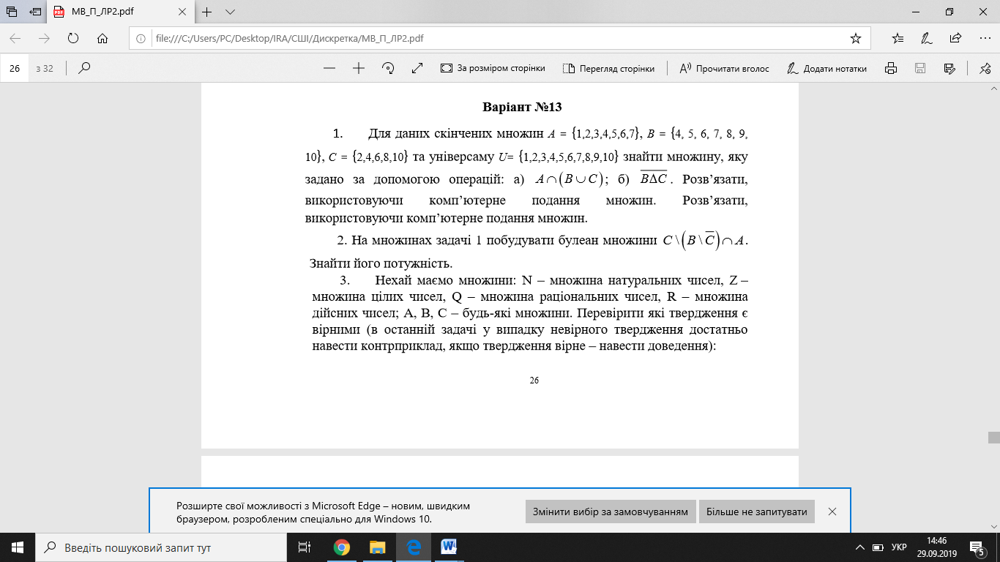 МВ_П_ЛР2.pdf
file:///C:/Users/PC/Desktop/IRA/СШІ/Дискретка/МВ_П_ЛР2.pdf
26 з 32 За розміром сторінки Перегляд сторінки Прочитати вголос Додати нотатки
Варіант №13
1. Для даних скінчених множин A = {1,2,3,4,5,6,7}, B = {4, 5, 6, 7, 8, 9,
10}, C = {2,4,6,8,10} та універсаму U= {1,2,3,4,5,6,7,8,9,10} знайти множину, яку
задано за допомогою операцій: а) A∩(B∪C); б) \overline{BΔC}. Розв’язати,
використовуючи комп’ютерне подання множин. Розв’язати,
використовуючи комп’ютерне подання множин.
2. На множинах задачі 1 побудувати булеан множини C\(B\\overline{C})∩A.
Знайти його потужність.
3. Нехай маємо множини: N – множина натуральних чисел, Z –
множина цілих чисел, Q – множина раціональних чисел, R – множина
дійсних чисел; A, B, C – будь-які множини. Перевірити які твердження є
вірними (в останній задачі у випадку невірного твердження достатньо
навести контрприклад, якщо твердження вірне – навести доведення):
26
Розширте свої можливості з Microsoft Edge – новим, швидким
браузером, розробленим спеціально для Windows 10.
Змінити вибір за замовчуванням Більше не запитувати
Введіть пошуковий запит тут
УКР
14:46
29.09.2019
5